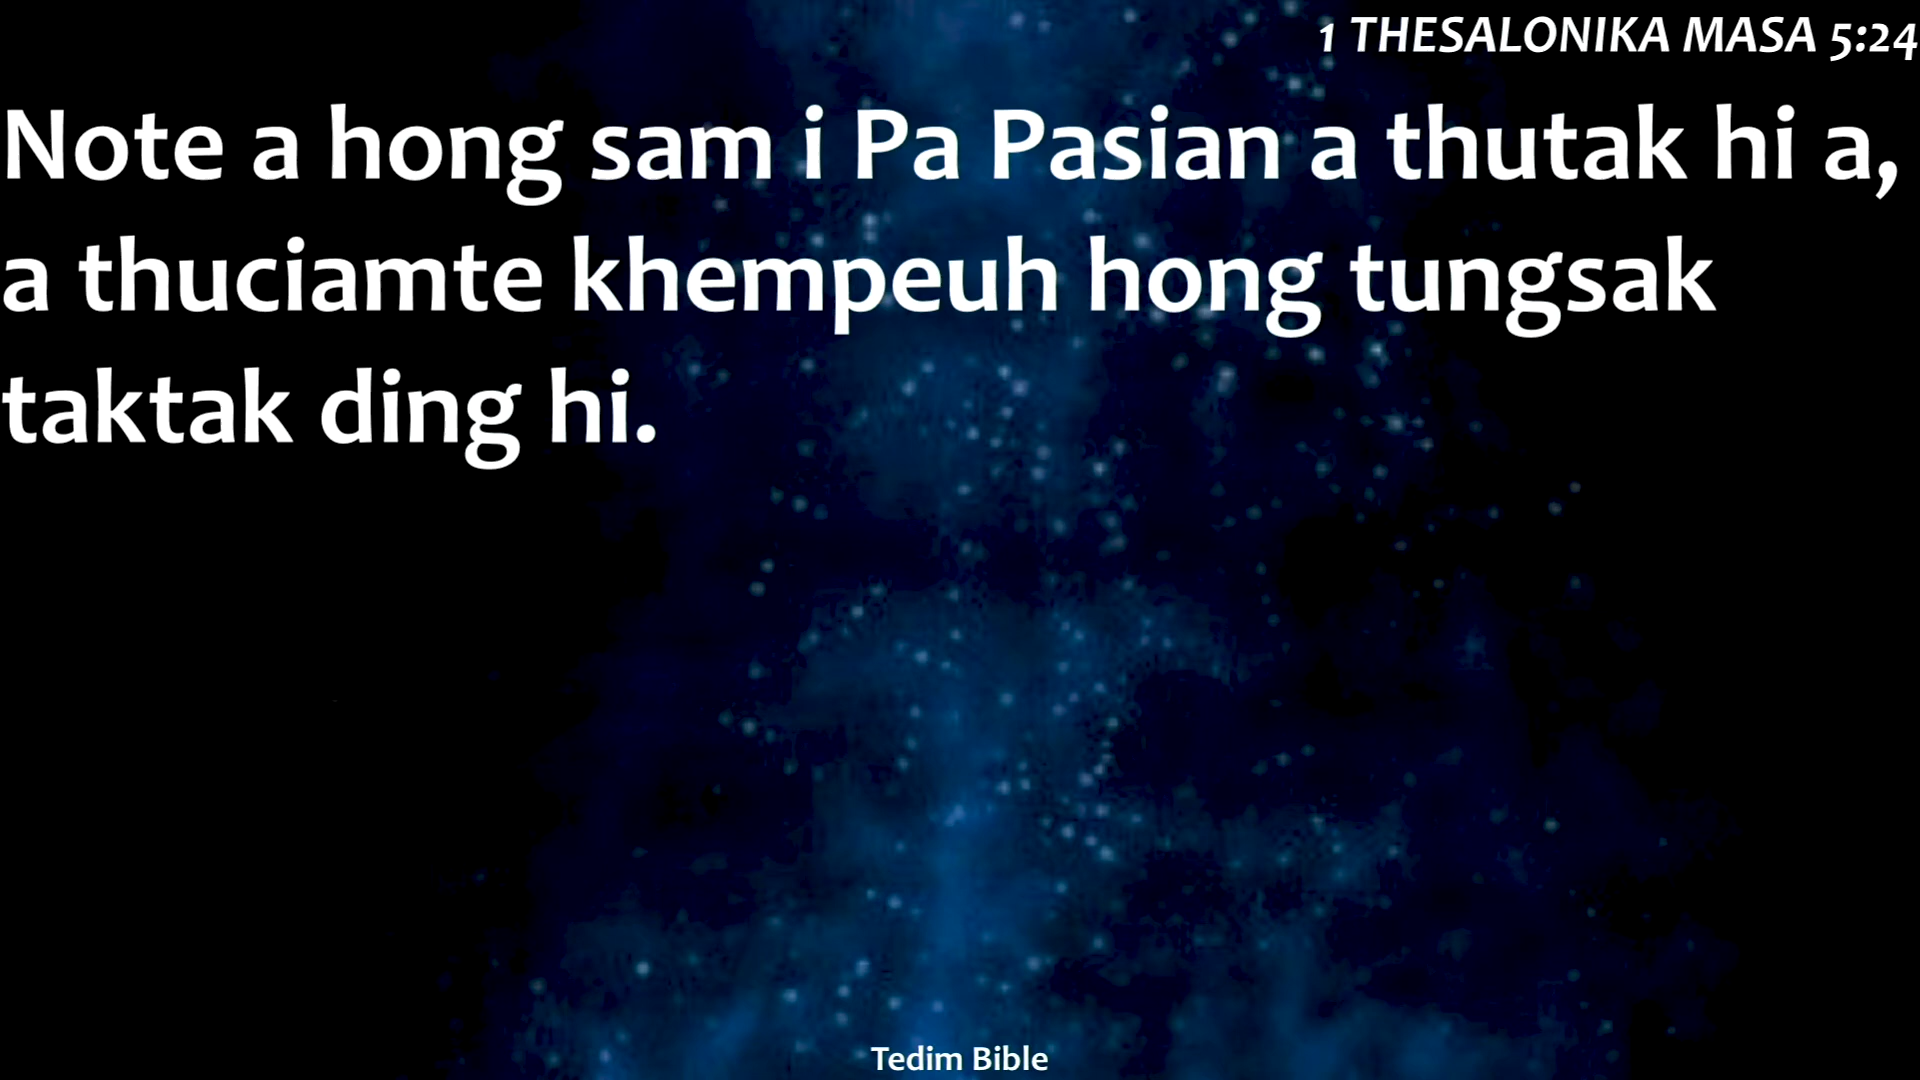 1 THESALONIKA MASA 5:24
Note a hong sam i Pa Pasian a thutak hi a,
a thuciamte khempeuh hong tungsak
taktak ding hi.
Tedim Bible